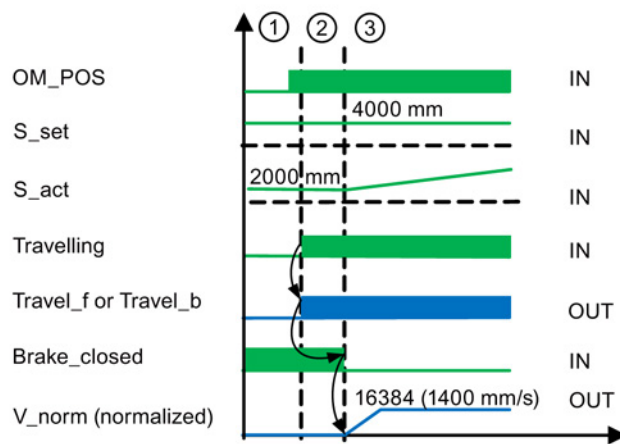 1 2 3
OM_POS IN
4000 mm
S_set IN
2000 mm
S_act IN
Travelling IN
Travel_f or Travel_b OUT
Brake_closed IN
16384 (1400 mm/s) OUT
V_norm (normalized)